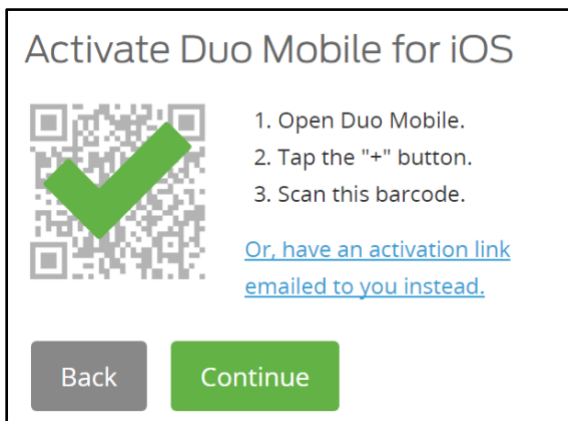 Activate Duo Mobile for iOS
1. Open Duo Mobile.
2. Tap the "+" button.
3. Scan this barcode.
Or, have an activation link
emailed to you instead.
Back
Continue